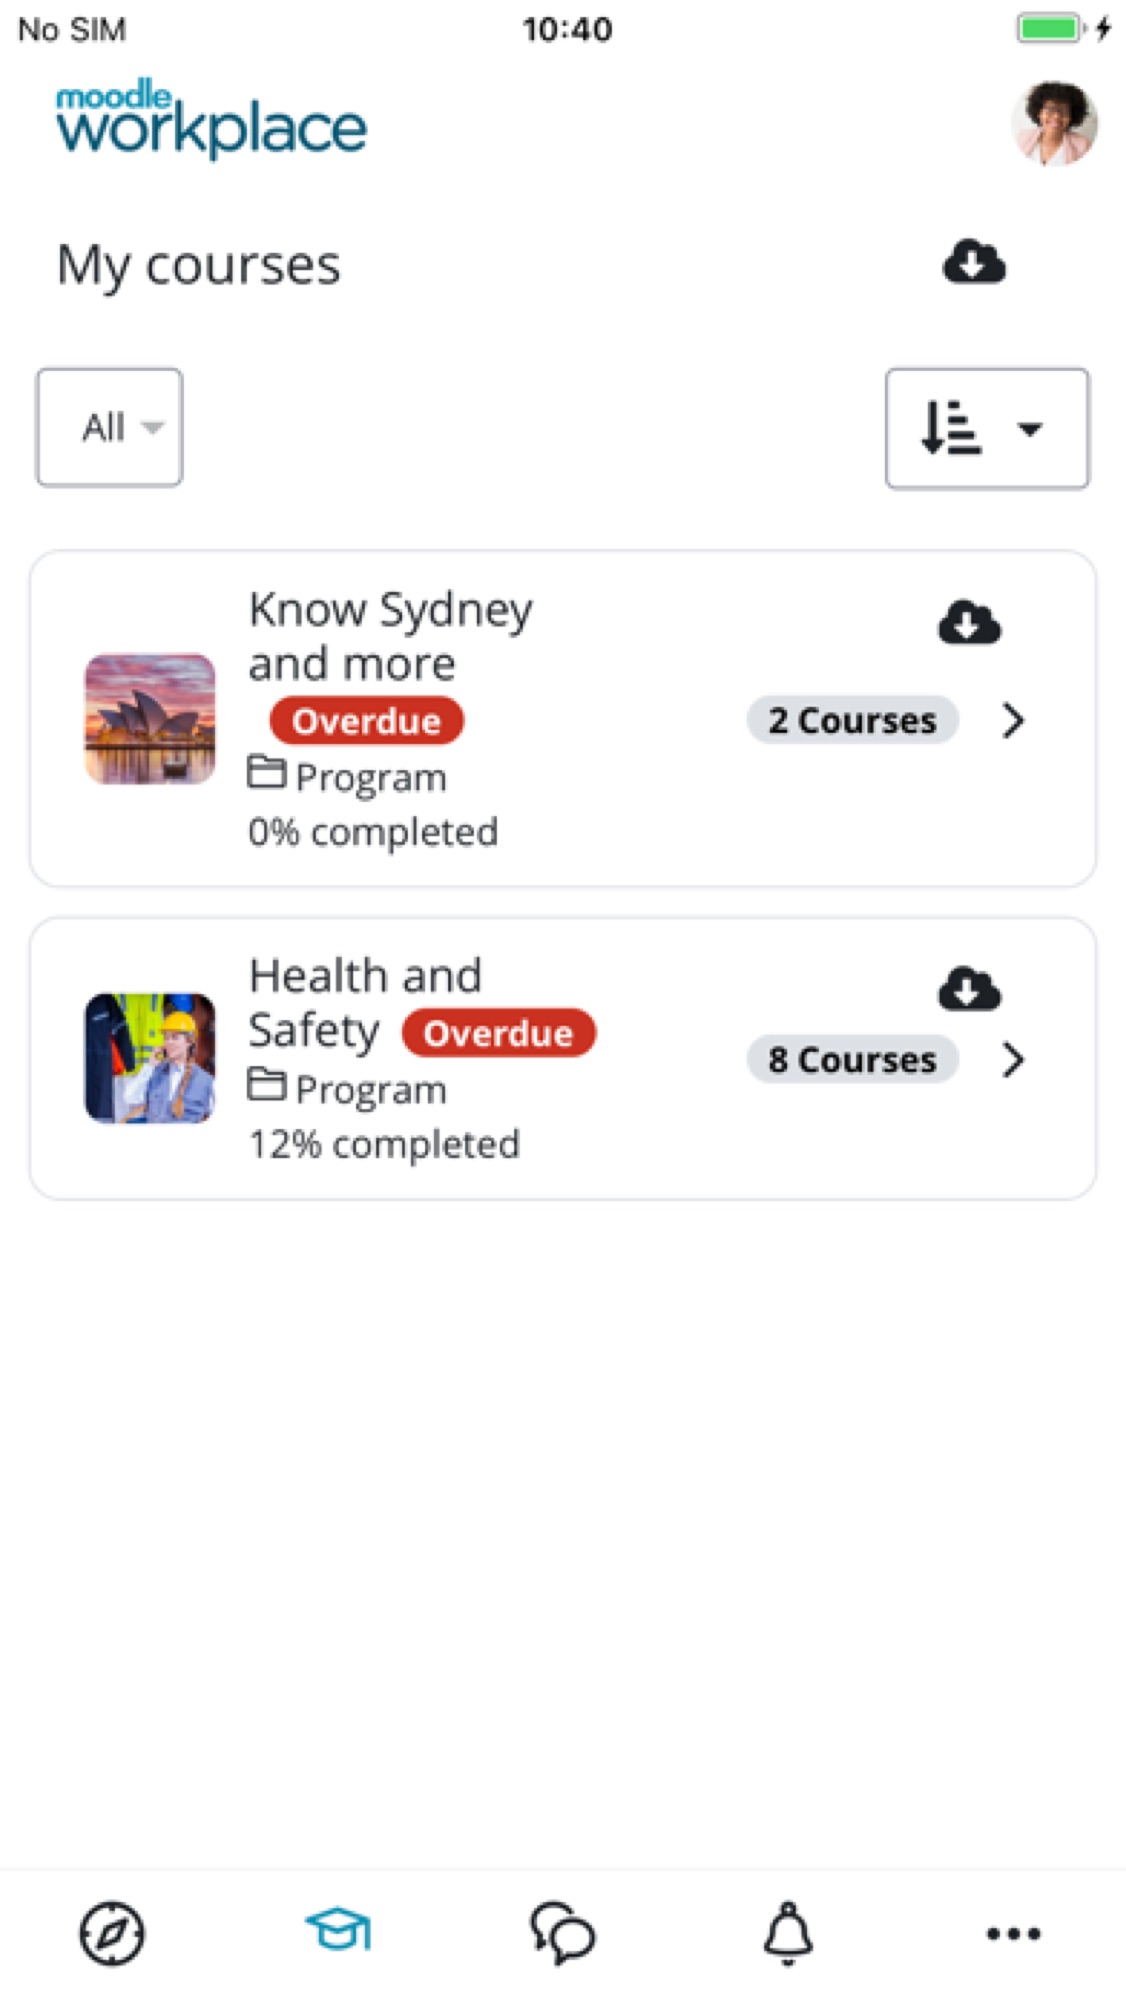 No SIM 10:40
moodle
workplace
My courses
All
Know Sydney
and more
Overdue
2 Courses
Program
0% completed
Health and
Safety Overdue
8 Courses
Program
12% completed